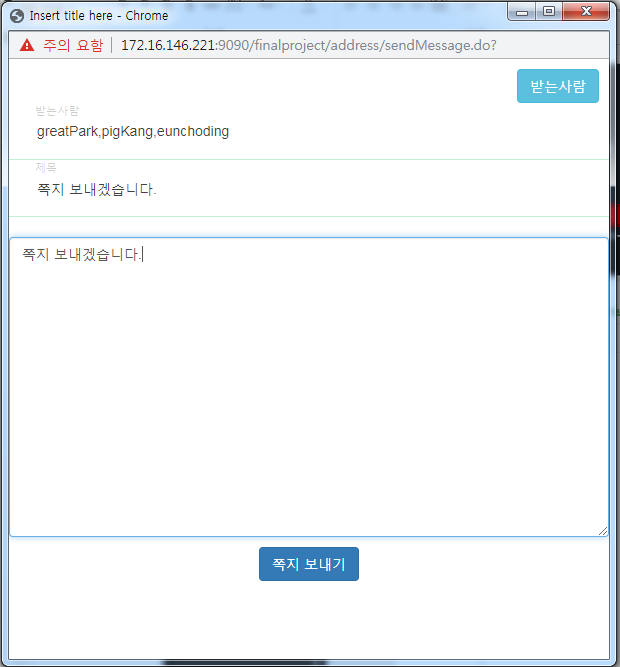 Insert title here - Chrome
주의 요함 172.16.146.221:9090/finalproject/address/sendMessage.do?
받는사람
받는사람
greatPark,pigKang,eunchoding
제목
쪽지 보내겠습니다.
쪽지 보내겠습니다.
쪽지 보내기